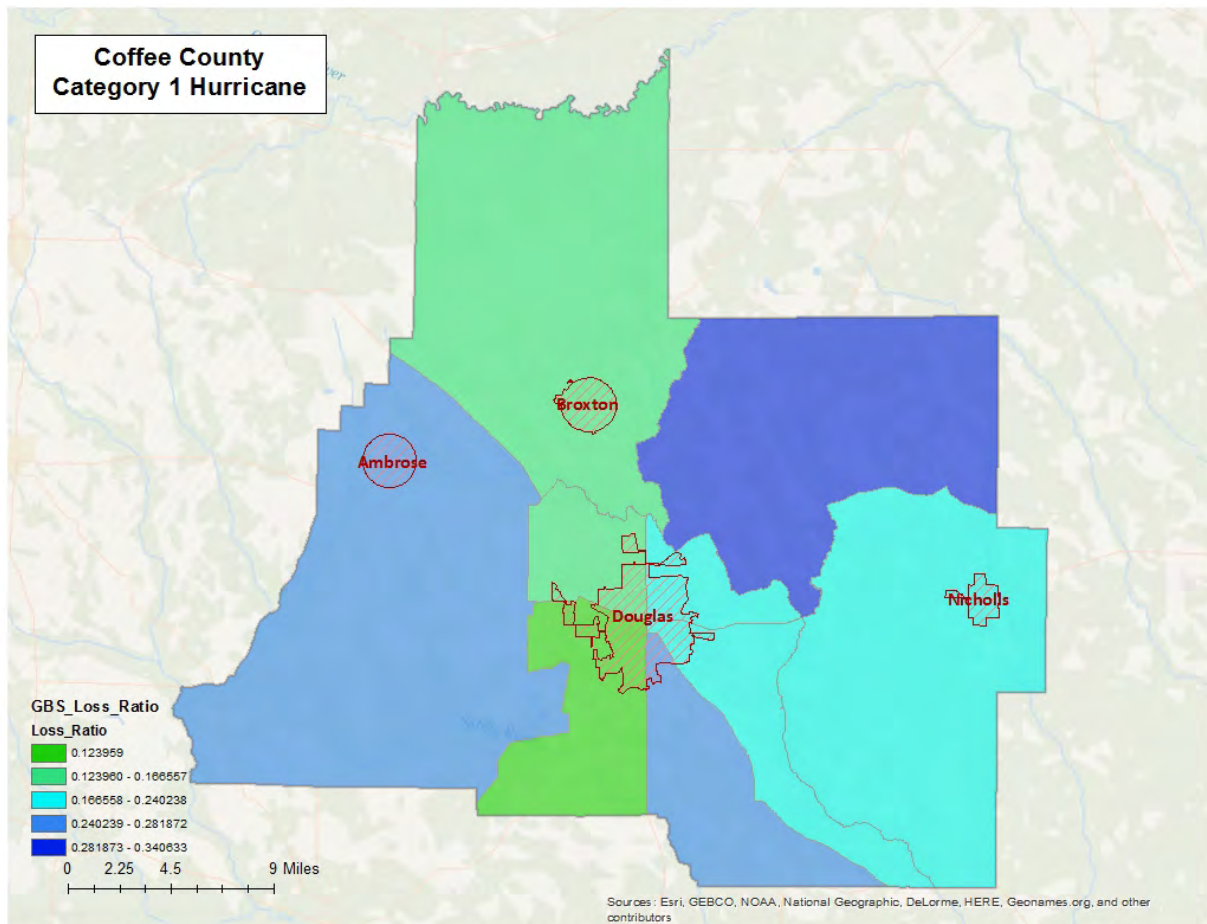 Coffee County
Category 1 Hurricane
Broxton
Ambrose
Douglas
Nicholls
GBS_Loss_Ratio
Loss_Ratio
0.123959
0.123960 - 0.166557
0.166558 - 0.240238
0.240239 - 0.281872
0.281873 - 0.340633
0 2.25 4.5 9 Miles
Sources: Esri, GEBCO, NOAA, National Geographic, DeLorme, HERE, Geonames.org, and other
contributors